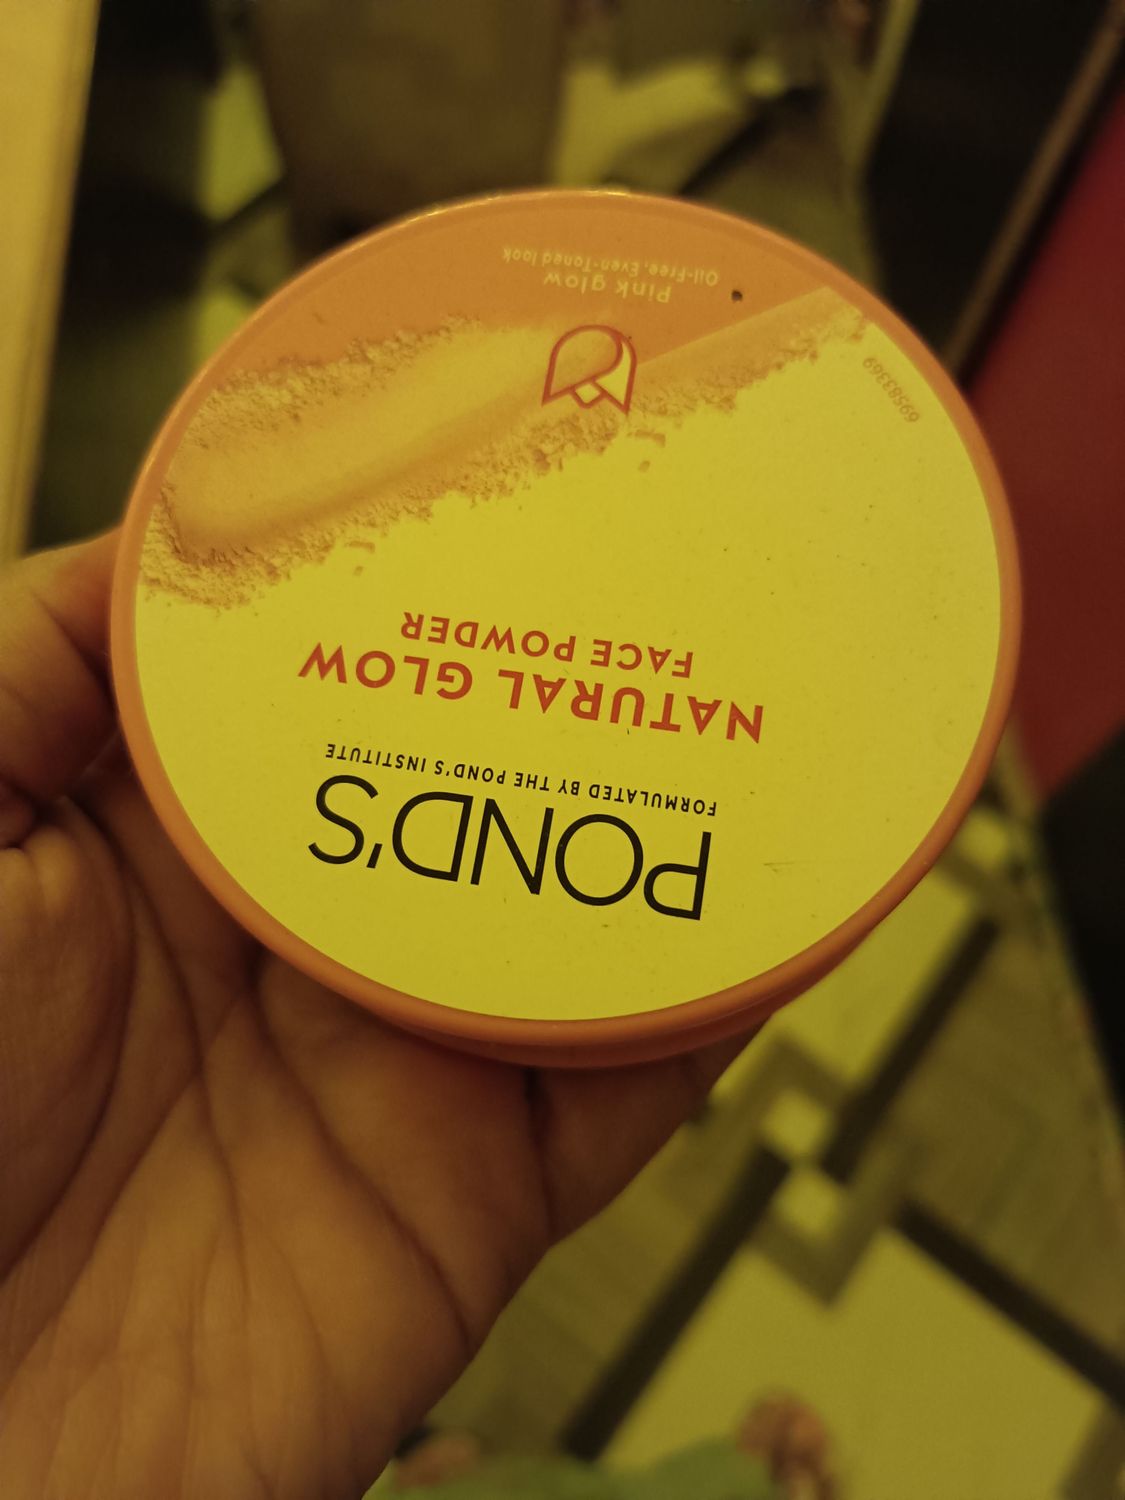 POND'S
FORMULATED BY THE POND'S INSTITUTE
NATURAL GLOW
FACE POWDER
69583369
Pink glow
Oil-Free, Even-Toned look